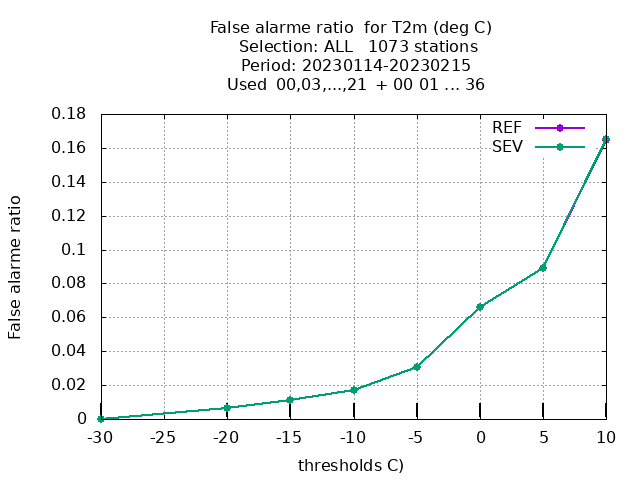 False alarme ratio  for T2m (deg C)
Selection: ALL   1073 stations
Period: 20230114-20230215
Used  00,03,...,21  + 00 01 ... 36
REF
SEV
0.18
0.16
0.14
0.12
0.1
0.08
0.06
0.04
0.02
0
False alarme ratio
-30 -25 -20 -15 -10 -5 0 5 10
thresholds C)